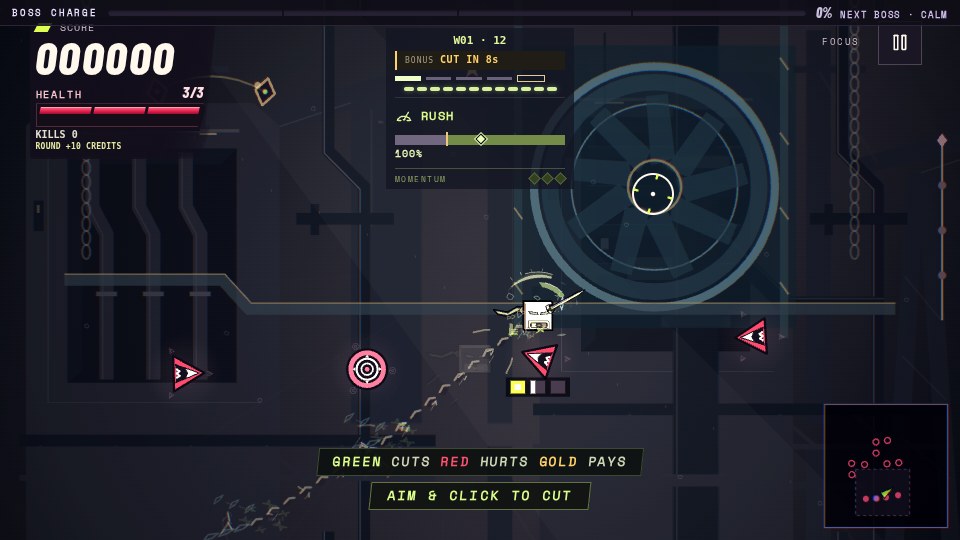 BOSS CHARGE
0% NEXT BOSS · CALM
SCORE
000000
HEALTH 3/3
KILLS 0
ROUND +10 CREDITS
W01 · 12
BONUS CUT IN 8s
RUSH
100%
MOMENTUM
FOCUS
GREEN CUTS RED HURTS GOLD PAYS
AIM & CLICK TO CUT